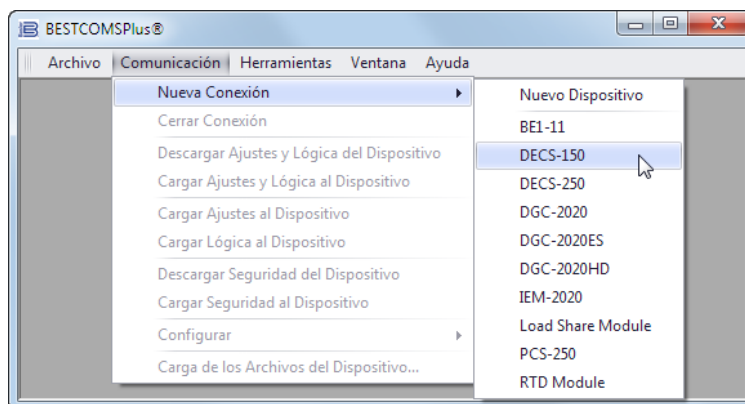 BESTCOMSPlus®
Archivo Comunicación Herramientas Ventana Ayuda
Nueva Conexión
Cerrar Conexión
Descargar Ajustes y Lógica del Dispositivo
Cargar Ajustes y Lógica al Dispositivo
Cargar Ajustes al Dispositivo
Cargar Lógica al Dispositivo
Descargar Seguridad del Dispositivo
Cargar Seguridad al Dispositivo
Configurar
Carga de los Archivos del Dispositivo...
Nuevo Dispositivo
BE1-11
DECS-150
DECS-250
DGC-2020
DGC-2020ES
DGC-2020HD
IEM-2020
Load Share Module
PCS-250
RTD Module